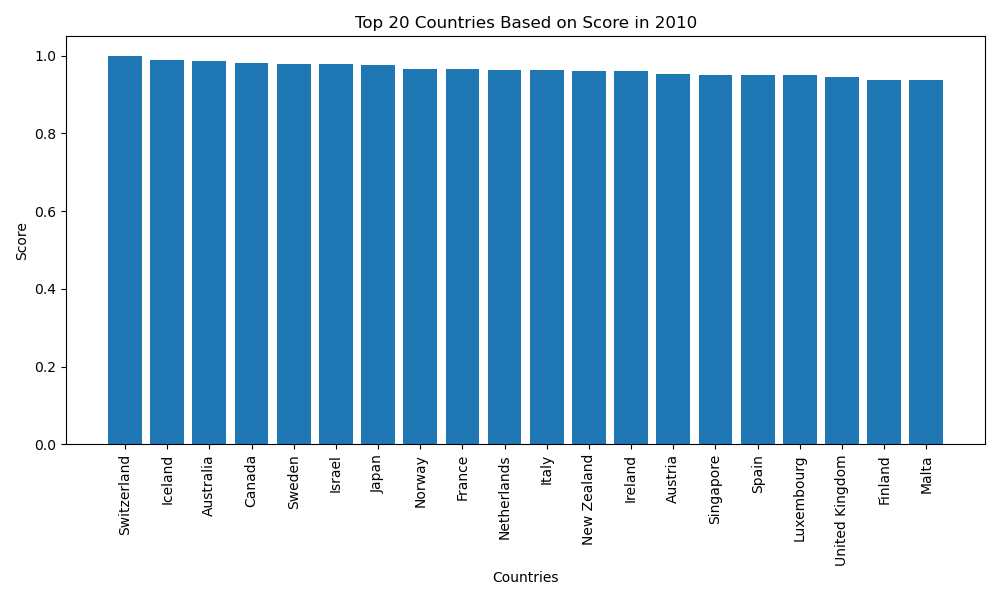 Top 20 Countries Based on Score in 2010
Score
1.0
0.8
0.6
0.4
0.2
0.0
Switzerland
Iceland
Australia
Canada
Sweden
Israel
Japan
Norway
France
Netherlands
Italy
New Zealand
Ireland
Austria
Singapore
Spain
Luxembourg
United Kingdom
Finland
Malta
Countries